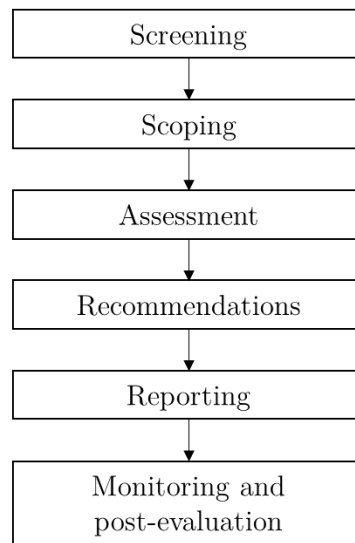 Screening
Scoping
Assessment
Recommendations
Reporting
Monitoring and
post-evaluation